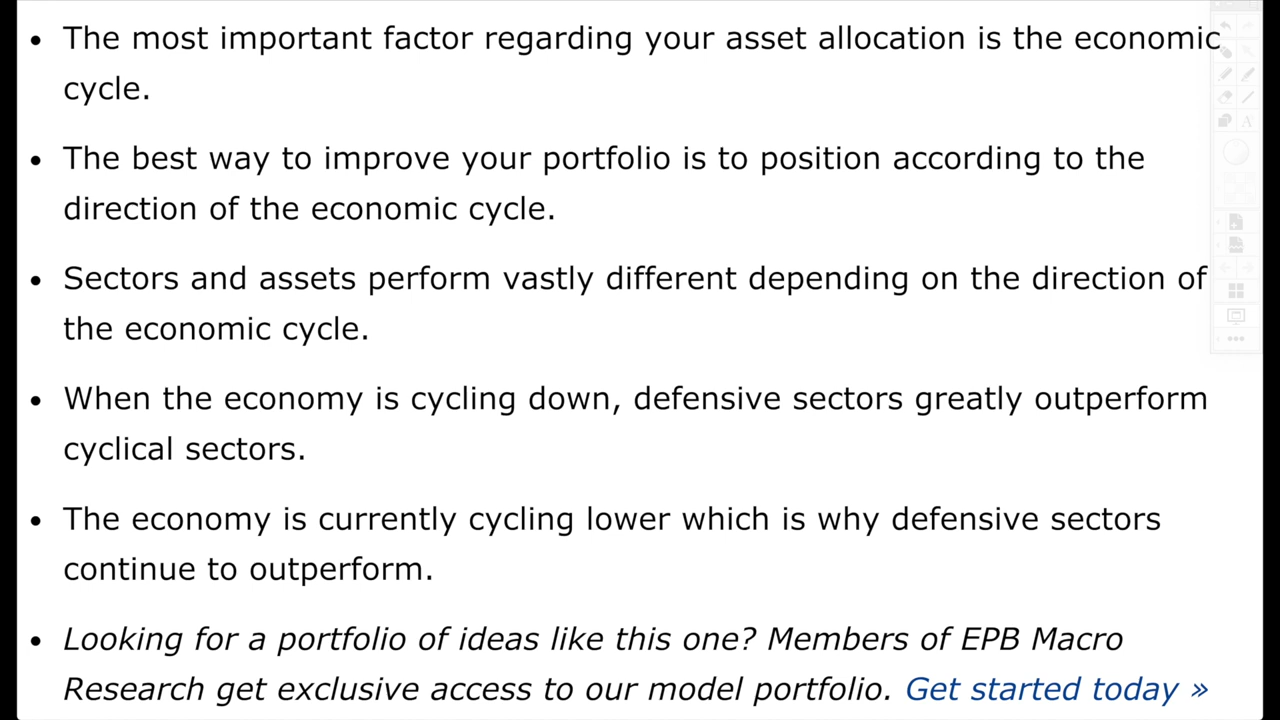 • The most important factor regarding your asset allocation is the economic
cycle.
• The best way to improve your portfolio is to position according to the
direction of the economic cycle.
• Sectors and assets perform vastly different depending on the direction of
the economic cycle.
• When the economy is cycling down, defensive sectors greatly outperform
cyclical sectors.
• The economy is currently cycling lower which is why defensive sectors
continue to outperform.
• Looking for a portfolio of ideas like this one? Members of EPB Macro
Research get exclusive access to our model portfolio. Get started today »